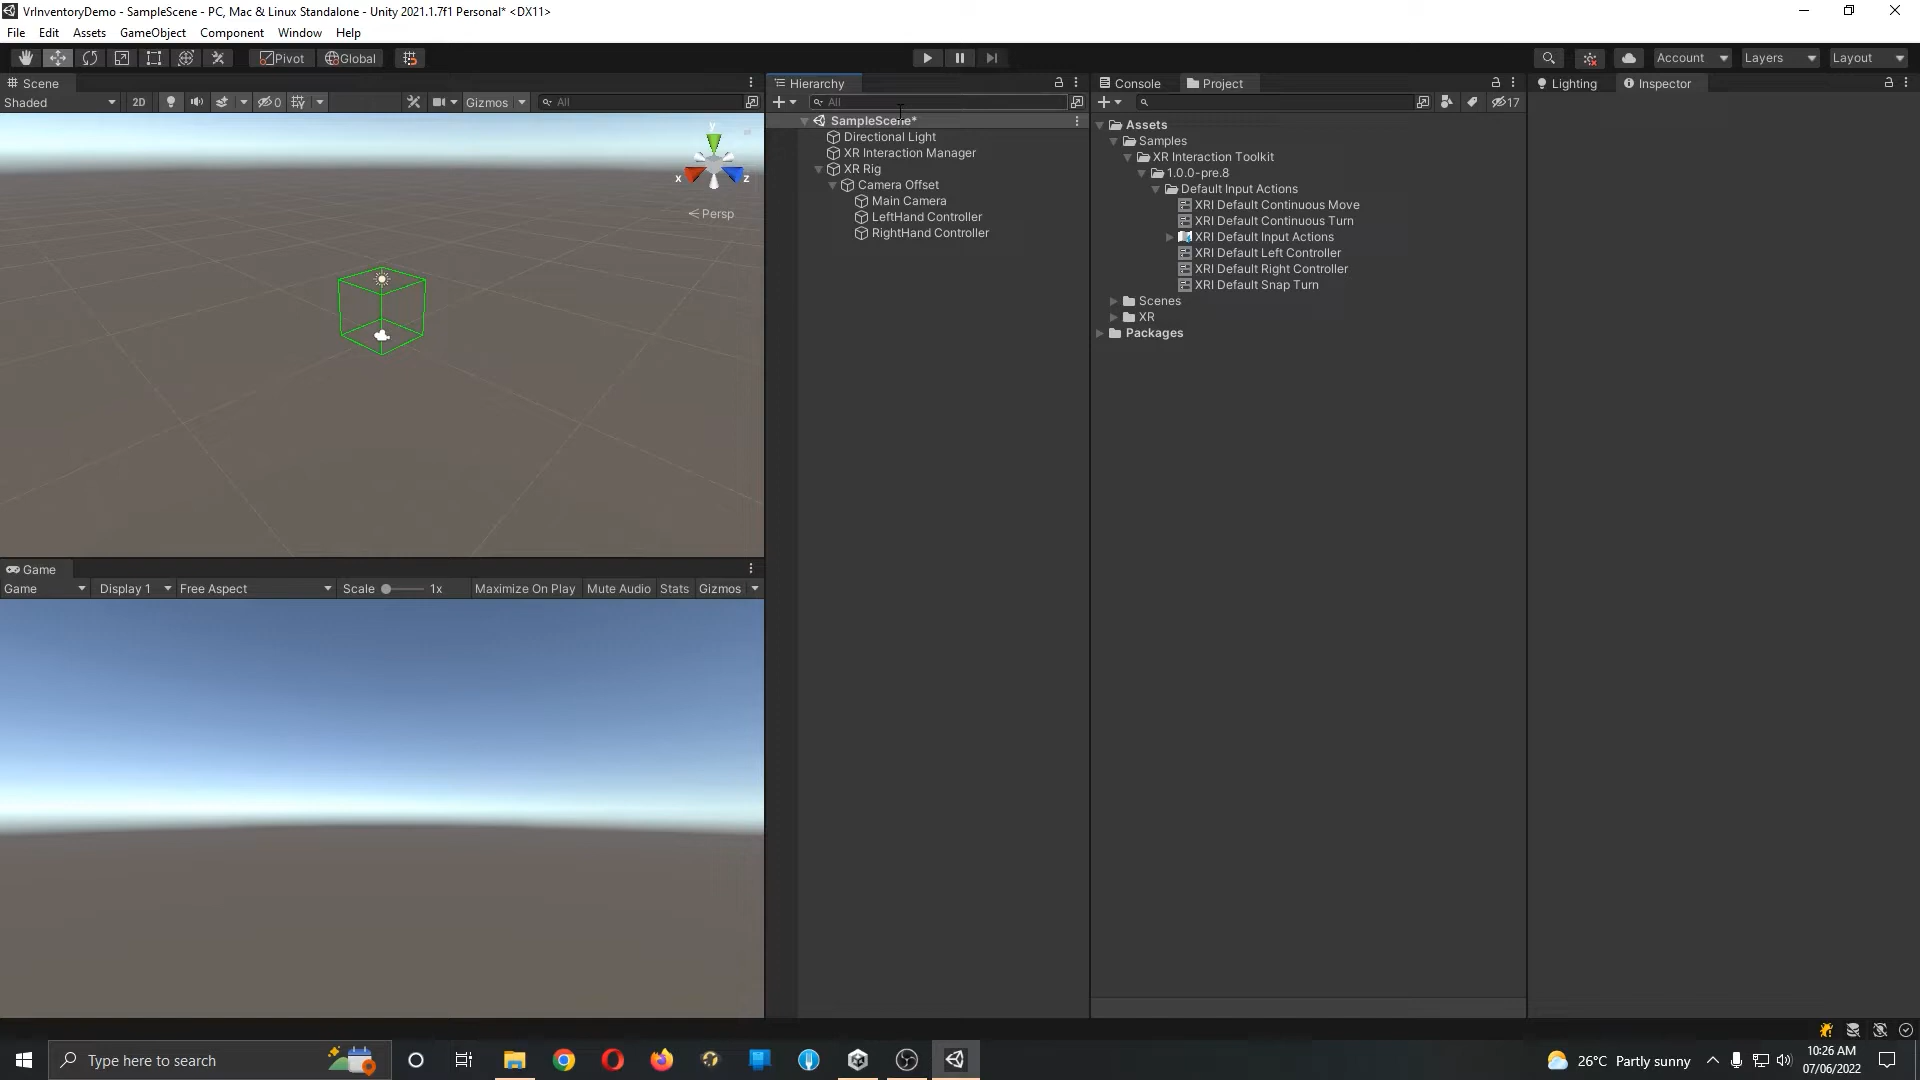 VrInventoryDemo - SampleScene - PC, Mac & Linux Standalone - Unity 2021.1.7f1 Personal* <DX11>
File Edit Assets GameObject Component Window Help
Pivot Global Account Layers Layout
Scene
Shaded 2D 0 Gizmos All
y
x z
Persp
Game
Game Display 1 Free Aspect Scale 1x Maximize On Play Mute Audio Stats Gizmos
Hierarchy
All
SampleScene*
Directional Light
XR Interaction Manager
XR Rig
Camera Offset
Main Camera
LeftHand Controller
RightHand Controller
Console Project
17
Assets
Samples
XR Interaction Toolkit
1.0.0-pre.8
Default Input Actions
XRI Default Continuous Move
XRI Default Continuous Turn
XRI Default Input Actions
XRI Default Left Controller
XRI Default Right Controller
XRI Default Snap Turn
Scenes
XR
Packages
Lighting Inspector
Type here to search
26°C Partly sunny
10:26 AM
07/06/2022